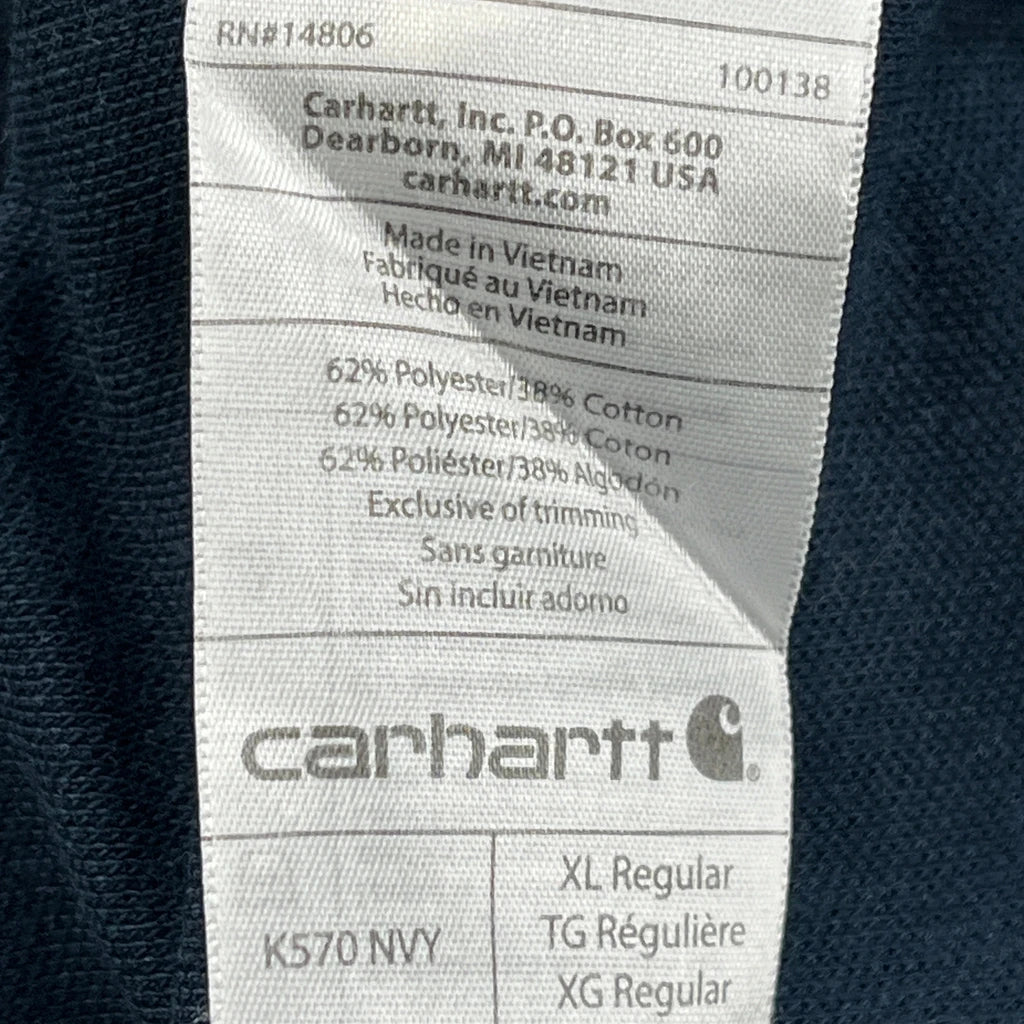 RN#14806
100138
Carhartt, Inc. P.O. Box 600
Dearborn, MI 48121 USA
carhartt.com
Made in Vietnam
Fabriqué au Vietnam
Hecho en Vietnam
62% Polyester/38% Cotton
62% Polyester/38% Coton
62% Poliéster/38% Algodón
Exclusive of trimming
Sans garniture
Sin incluir adorno
carhartt ®
K570 NVY
XL Regular
TG Régulière
XG Regular